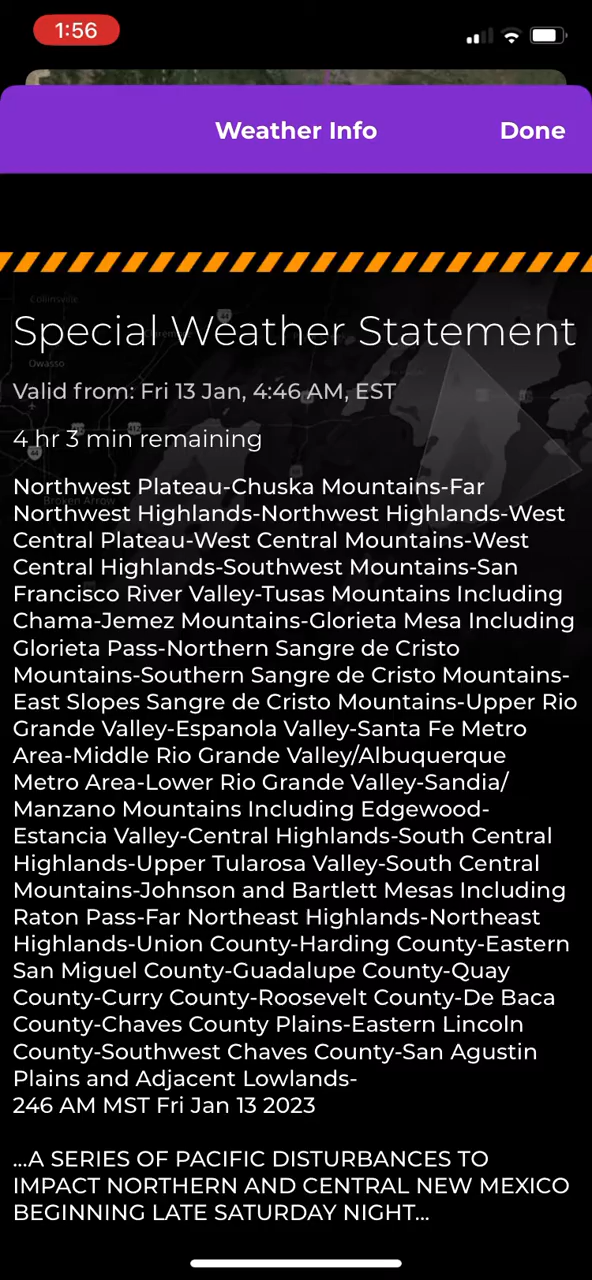 1:56
Weather Info
Done
Collinsville
Special Weather Statement
Owasso
Valid from: Fri 13 Jan, 4:46 AM, EST
4 hr 3 min remaining
Northwest Plateau-Chuska Mountains-Far
Broken Arrow
Northwest Highlands-Northwest Highlands-West
Central Plateau-West Central Mountains-West
Central Highlands-Southwest Mountains-San
Francisco River Valley-Tusas Mountains Including
Chama-Jemez Mountains-Glorieta Mesa Including
Glorieta Pass-Northern Sangre de Cristo
Mountains-Southern Sangre de Cristo Mountains-
East Slopes Sangre de Cristo Mountains-Upper Rio
Grande Valley-Espanola Valley-Santa Fe Metro
Area-Middle Rio Grande Valley/Albuquerque
Metro Area-Lower Rio Grande Valley-Sandia/
Manzano Mountains Including Edgewood-
Estancia Valley-Central Highlands-South Central
Highlands-Upper Tularosa Valley-South Central
Mountains-Johnson and Bartlett Mesas Including
Raton Pass-Far Northeast Highlands-Northeast
Highlands-Union County-Harding County-Eastern
San Miguel County-Guadalupe County-Quay
County-Curry County-Roosevelt County-De Baca
County-Chaves County Plains-Eastern Lincoln
County-Southwest Chaves County-San Agustin
Plains and Adjacent Lowlands-
246 AM MST Fri Jan 13 2023
...A SERIES OF PACIFIC DISTURBANCES TO
IMPACT NORTHERN AND CENTRAL NEW MEXICO
BEGINNING LATE SATURDAY NIGHT...